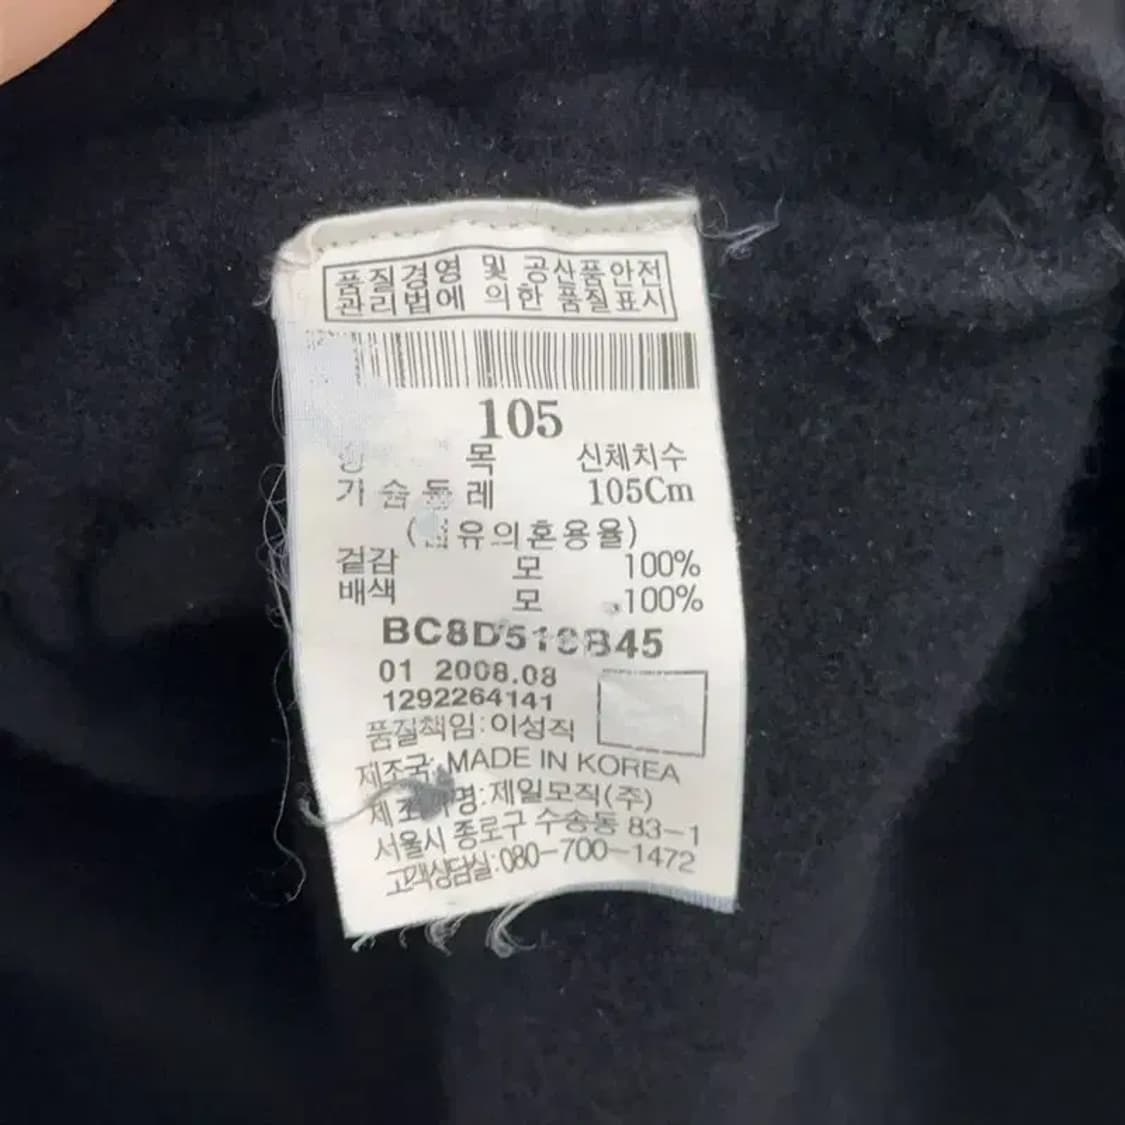 품질경영 및 공산품안전
관리법에 의한 품질표시
105
목 신체치수
가슴둘레 105Cm
유의혼용율)
겉감 모 100%
배색 모 100%
01 2008.08
1292264141
품질책임:이성직
제조국:MADE IN KOREA
제일모직(주)
서울시 종로구 수송동 83-1
고객상담실:080-700-1472